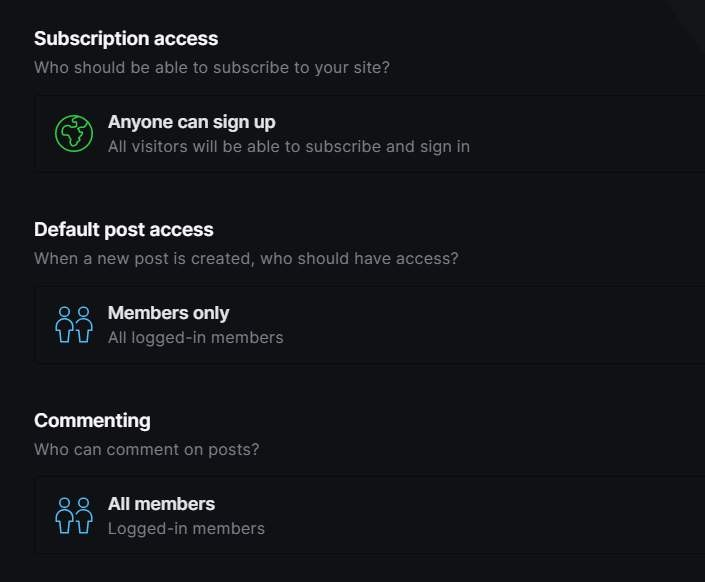 Subscription access
Who should be able to subscribe to your site?
Anyone can sign up
All visitors will be able to subscribe and sign in
Default post access
When a new post is created, who should have access?
Members only
All logged-in members
Commenting
Who can comment on posts?
All members
Logged-in members